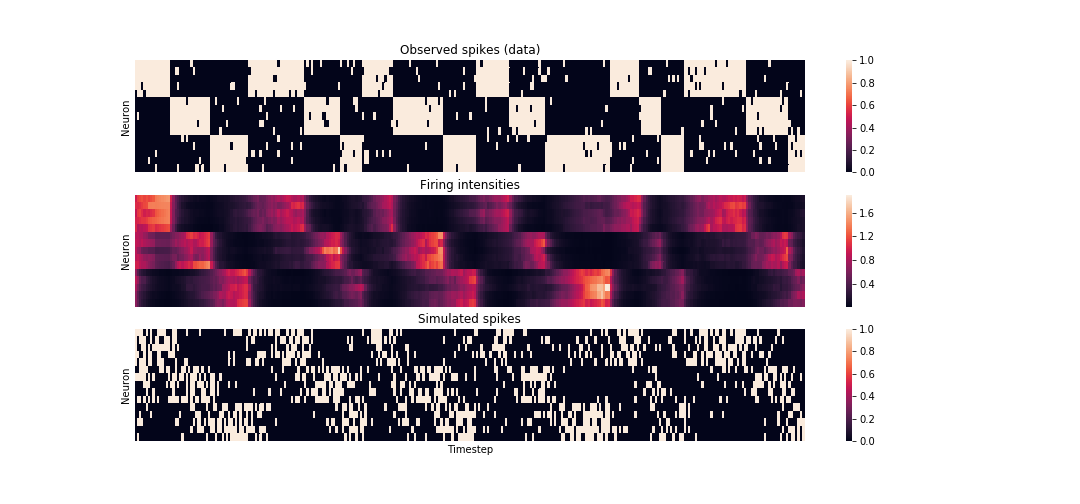 Observed spikes (data)
Neuron
1.0
0.8
0.6
0.4
0.2
0.0
Firing intensities
Neuron
1.6
1.2
0.8
0.4
Simulated spikes
Neuron
1.0
0.8
0.6
0.4
0.2
0.0
Timestep